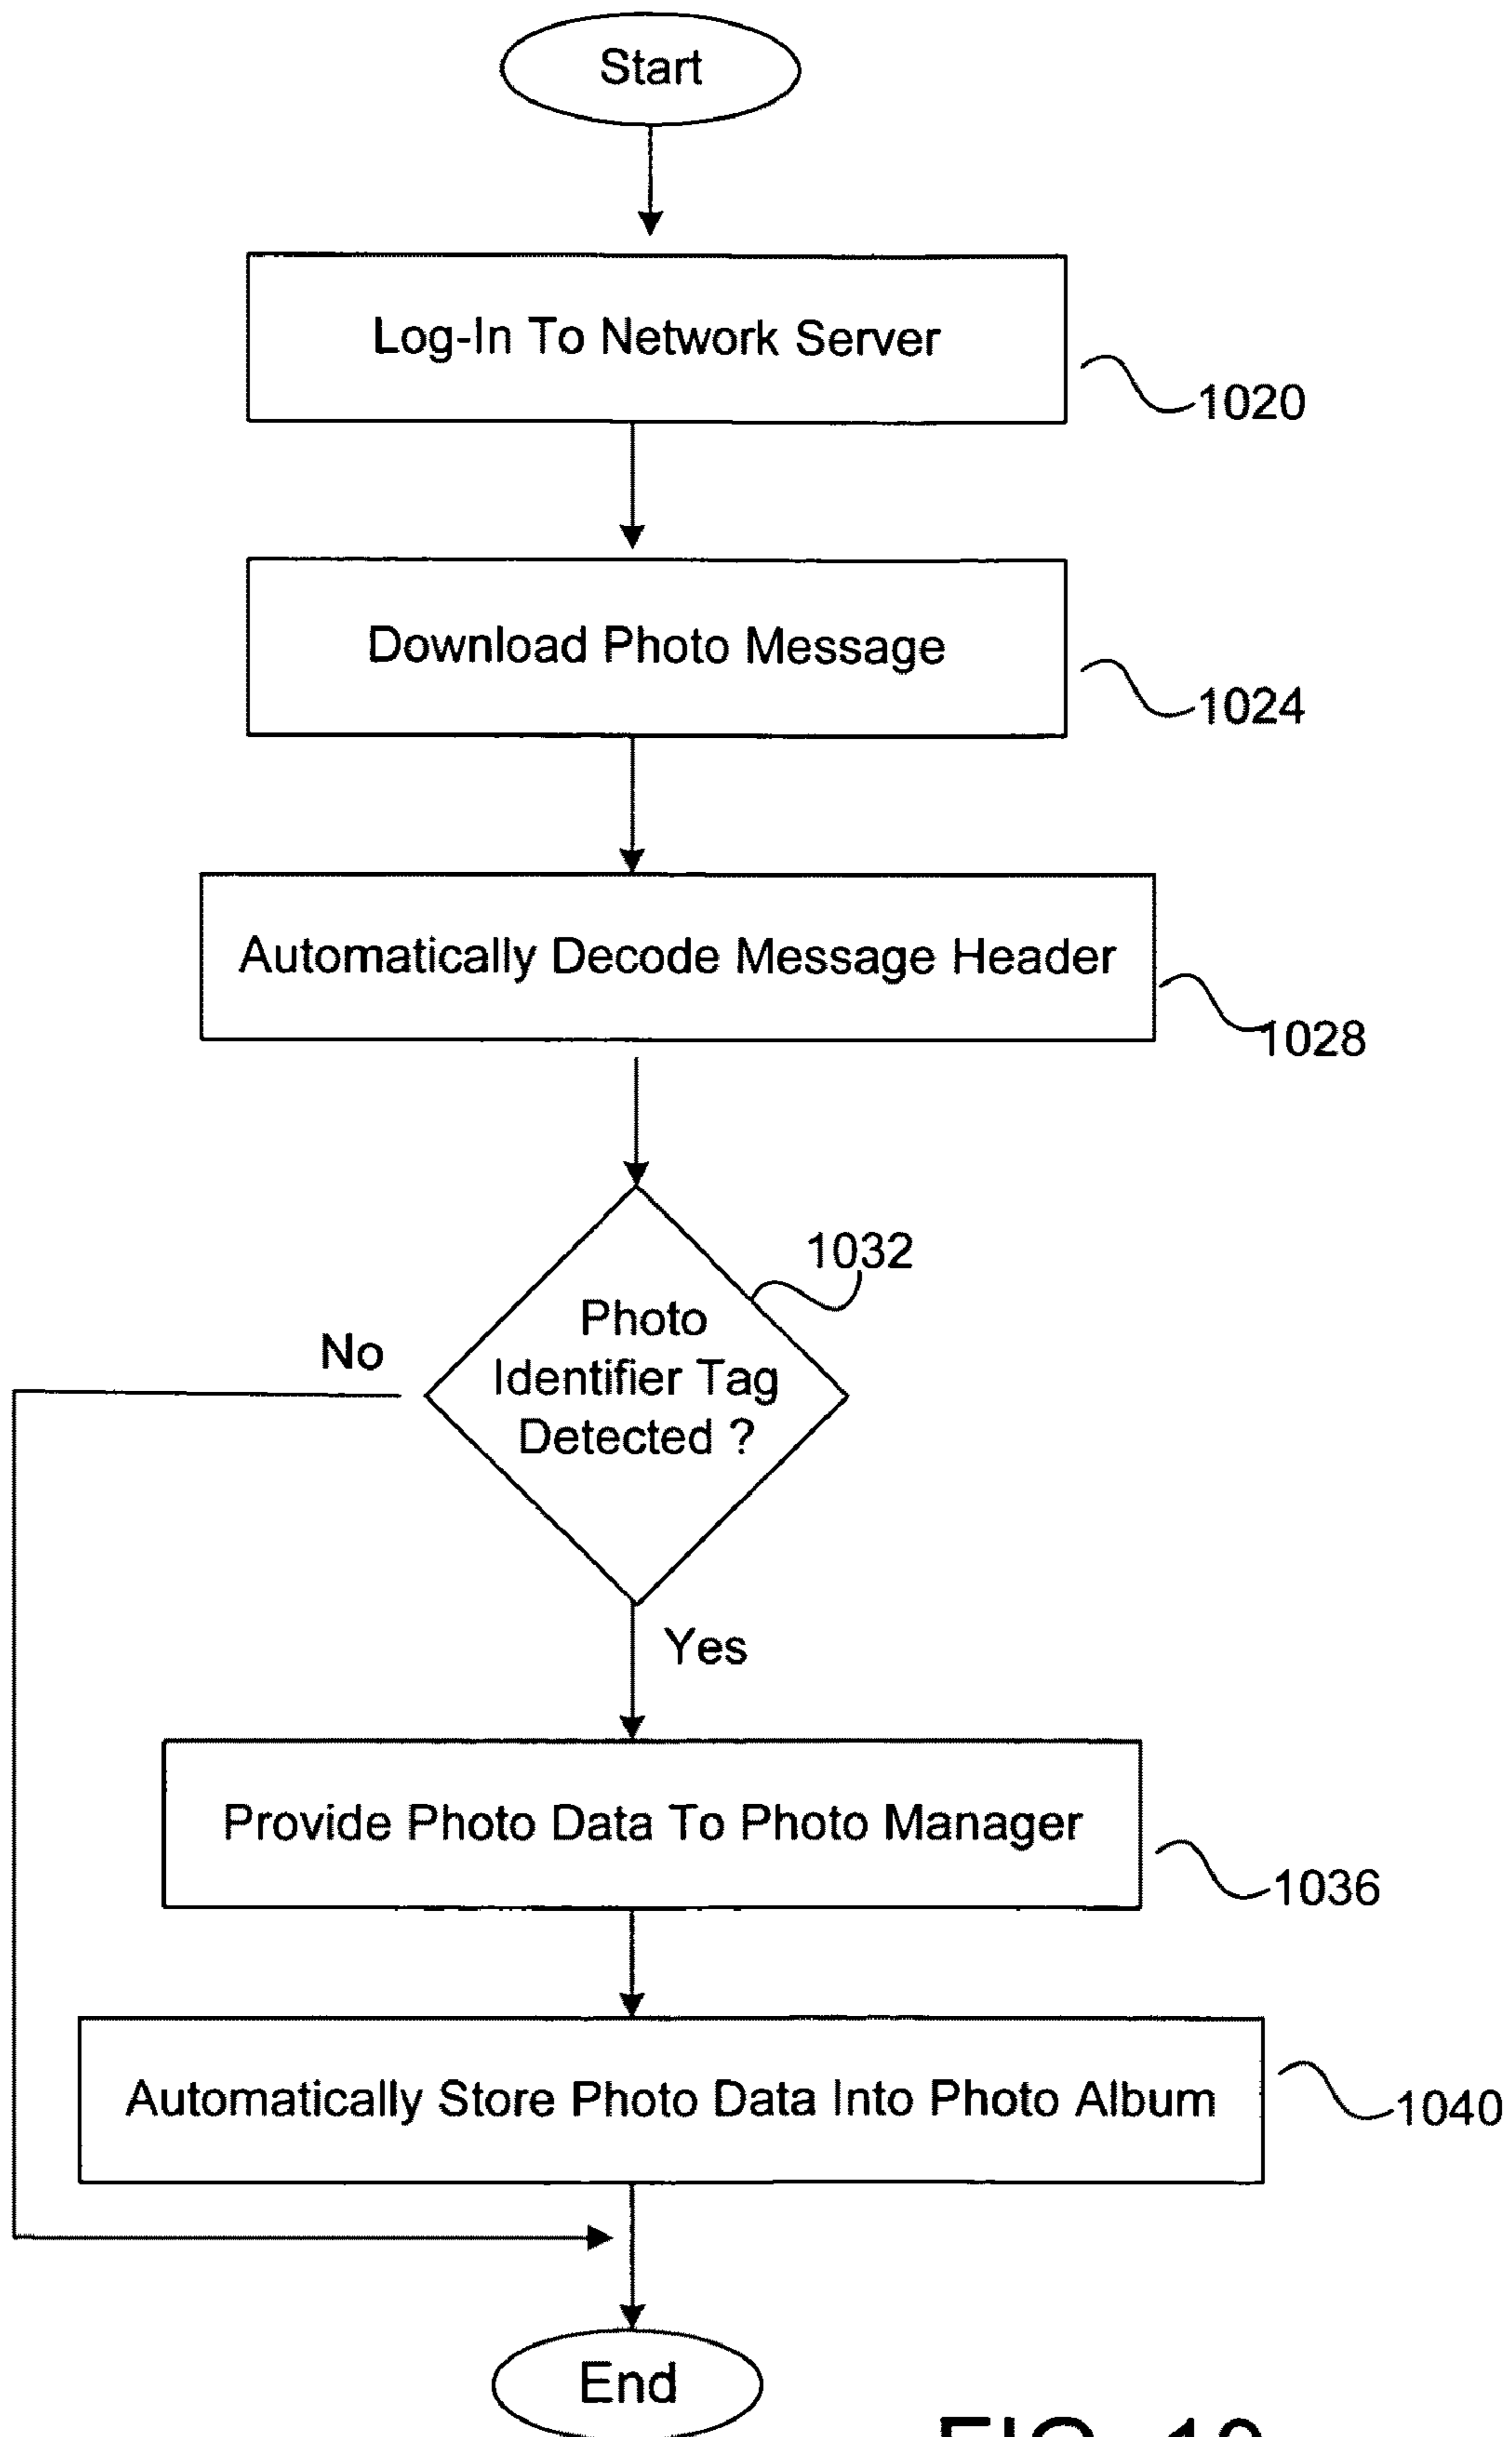 Start
Log-In To Network Server
1020
Download Photo Message
1024
Automatically Decode Message Header
1028
1032
Photo
Identifier Tag
Detected ?
No
Yes
Provide Photo Data To Photo Manager
1036
Automatically Store Photo Data Into Photo Album
1040
End
FIG.